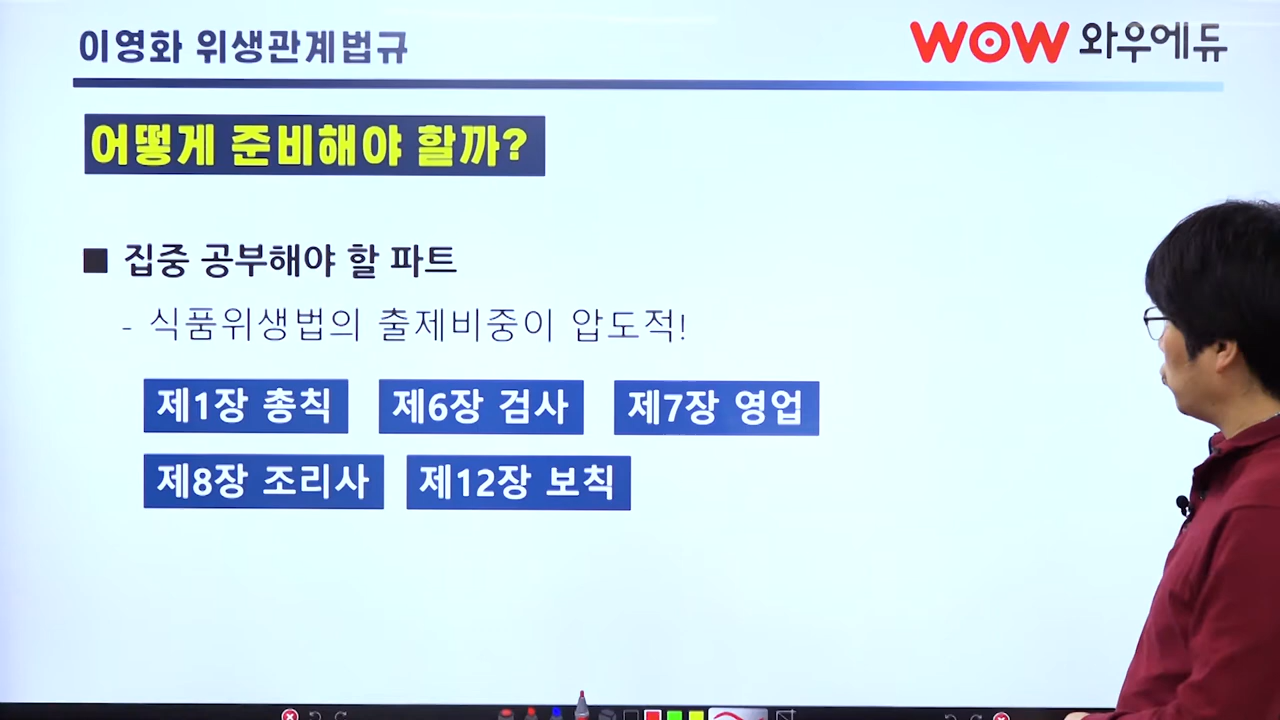 이영화 위생관계법규
WOW 와우에듀
어떻게 준비해야 할까?
■ 집중 공부해야 할 파트
- 식품위생법의 출제비중이 압도적!
제1장 총칙 제6장 검사 제7장 영업
제8장 조리사 제12장 보칙